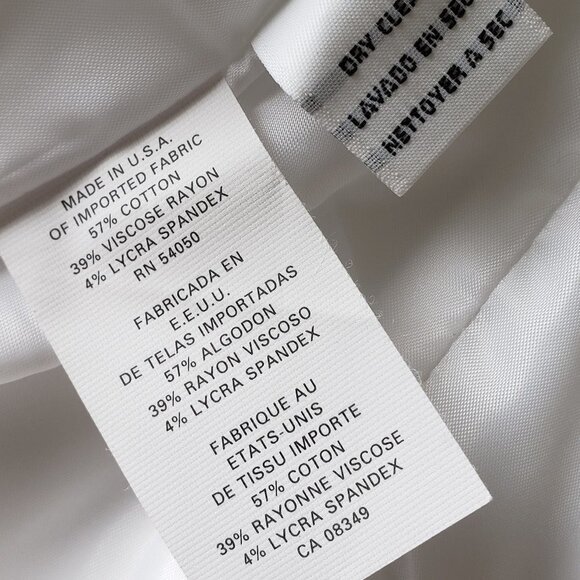 DRY CLEAN
LAVADO EN SECO
NETTOYER A SEC
MADE IN U.S.A.
OF IMPORTED FABRIC
57% COTTON
39% VISCOSE RAYON
4% LYCRA SPANDEX
RN 54050
FABRICADA EN
E.E.U.U.
DE TELAS IMPORTADAS
57% ALGODON
39% RAYON VISCOSO
4% LYCRA SPANDEX
FABRIQUE AU
ETATS-UNIS
DE TISSU IMPORTE
57% COTON
39% RAYONNE VISCOSE
4% LYCRA SPANDEX
CA 08349